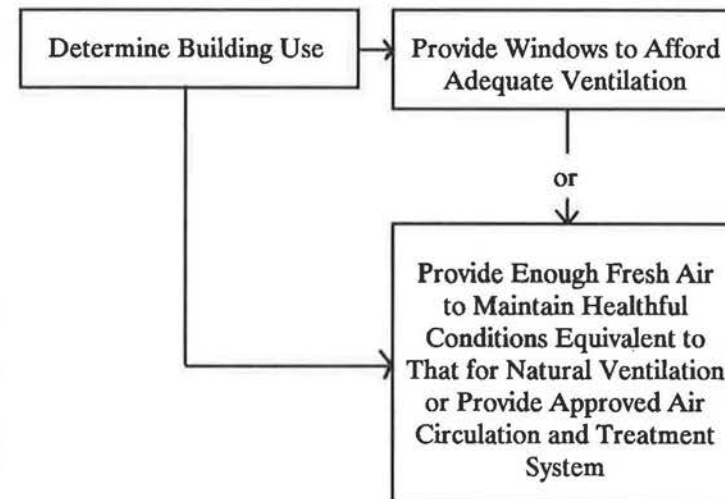 Determine Building Use
Provide Windows to Afford
Adequate Ventilation
or
Provide Enough Fresh Air
to Maintain Healthful
Conditions Equivalent to
That for Natural Ventilation
or Provide Approved Air
Circulation and Treatment
System